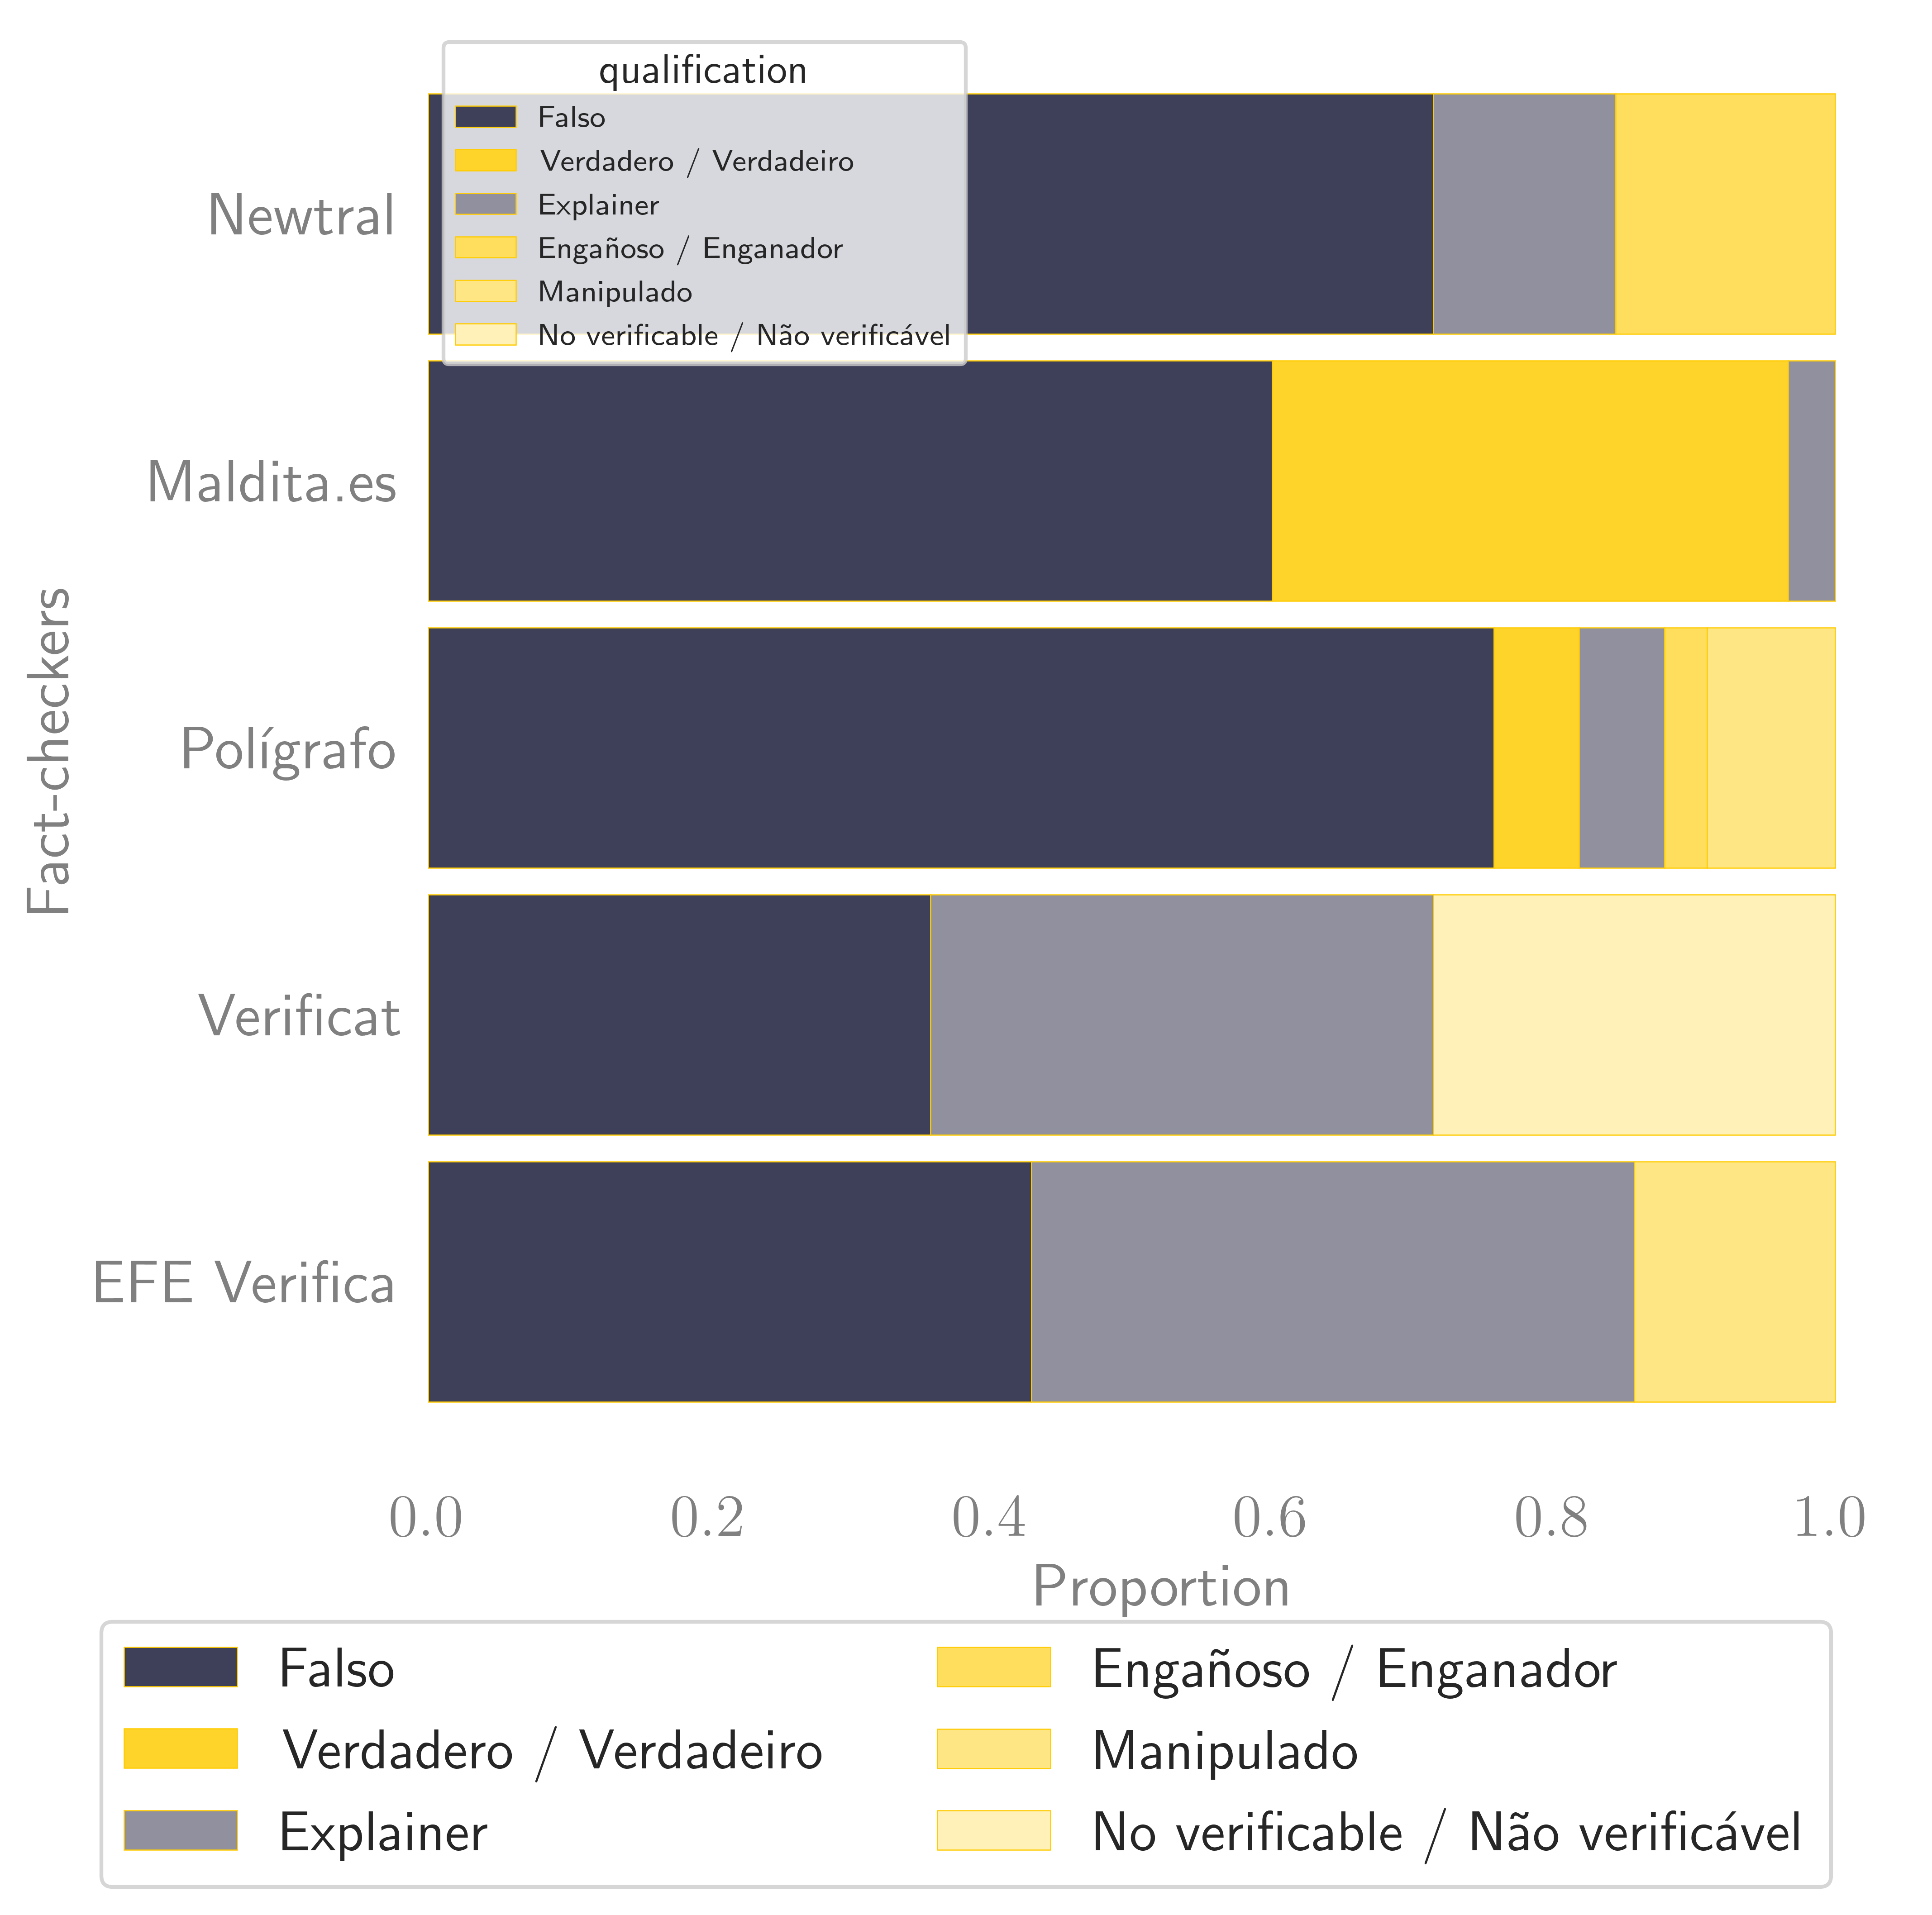 qualification
Falso
Verdadero / Verdadeiro
Explainer
Engañoso / Enganador
Manipulado
No verificable / Não verificável
Newtral
Maldita.es
Polígrafo
Verificat
EFE Verifica
Fact-checkers
0.0 0.2 0.4 0.6 0.8 1.0
Proportion
Falso
Verdadero / Verdadeiro
Explainer
Engañoso / Enganador
Manipulado
No verificable / Não verificável